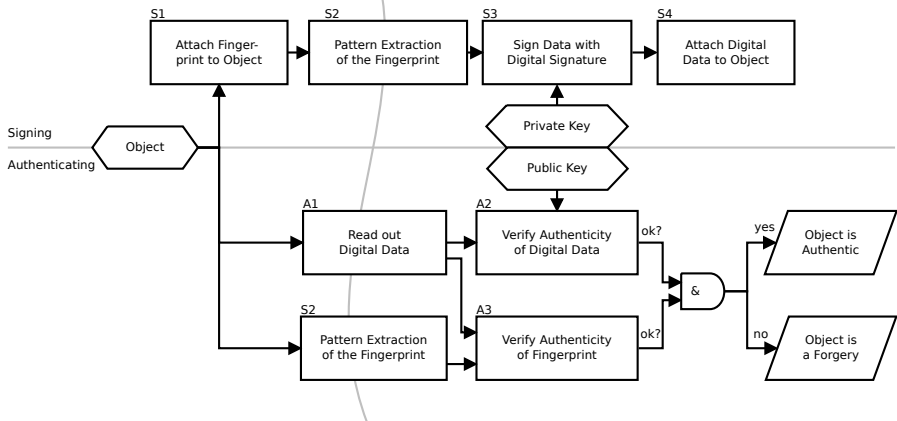 S1
S2
S3
S4
Attach Finger-
print to Object
Pattern Extraction
of the Fingerprint
Sign Data with
Digital Signature
Attach Digital
Data to Object
Signing
Object
Private Key
Authenticating
Public Key
A1
A2
Read out
Digital Data
Verify Authenticity
of Digital Data
ok?
yes
Object is
Authentic
&
S2
A3
Pattern Extraction
of the Fingerprint
Verify Authenticity
of Fingerprint
ok?
no
Object is
a Forgery